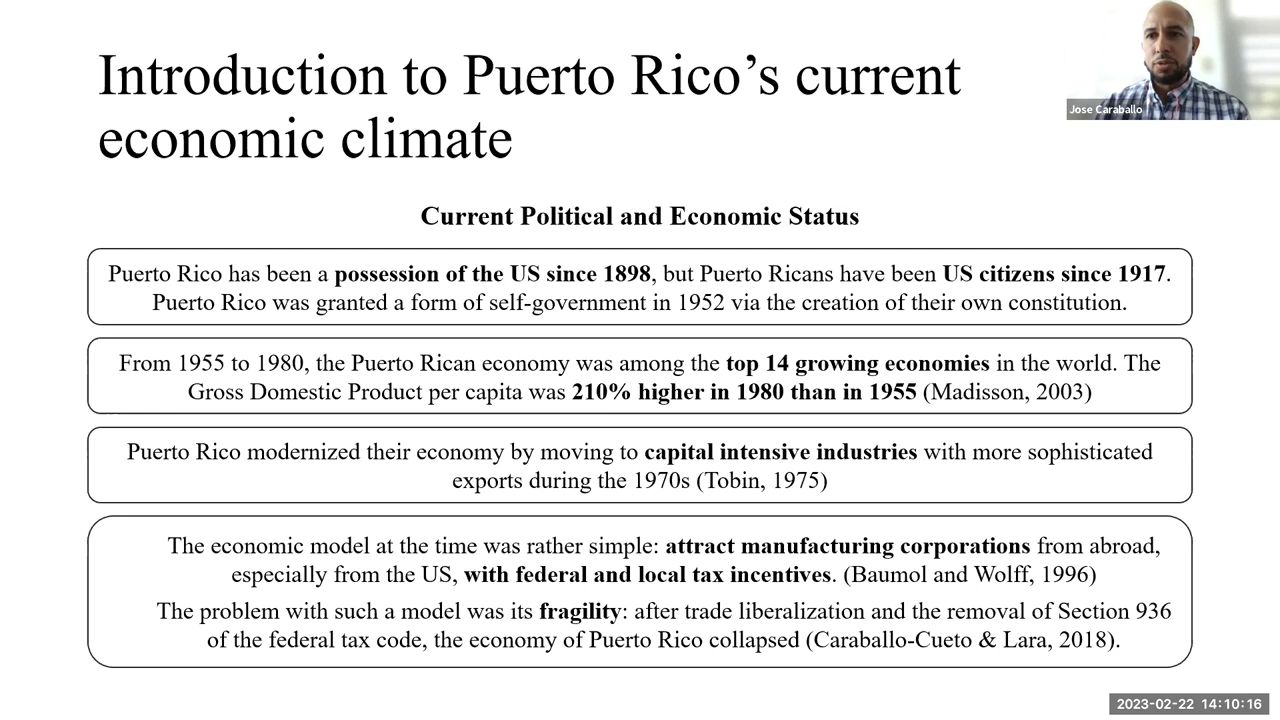 Introduction to Puerto Rico’s current
economic climate
Jose Caraballo
Current Political and Economic Status
Puerto Rico has been a possession of the US since 1898, but Puerto Ricans have been US citizens since 1917.
Puerto Rico was granted a form of self-government in 1952 via the creation of their own constitution.
From 1955 to 1980, the Puerto Rican economy was among the top 14 growing economies in the world. The
Gross Domestic Product per capita was 210% higher in 1980 than in 1955 (Madisson, 2003)
Puerto Rico modernized their economy by moving to capital intensive industries with more sophisticated
exports during the 1970s (Tobin, 1975)
The economic model at the time was rather simple: attract manufacturing corporations from abroad,
especially from the US, with federal and local tax incentives. (Baumol and Wolff, 1996)
The problem with such a model was its fragility: after trade liberalization and the removal of Section 936
of the federal tax code, the economy of Puerto Rico collapsed (Caraballo-Cueto & Lara, 2018).
2023-02-22 14:10:16